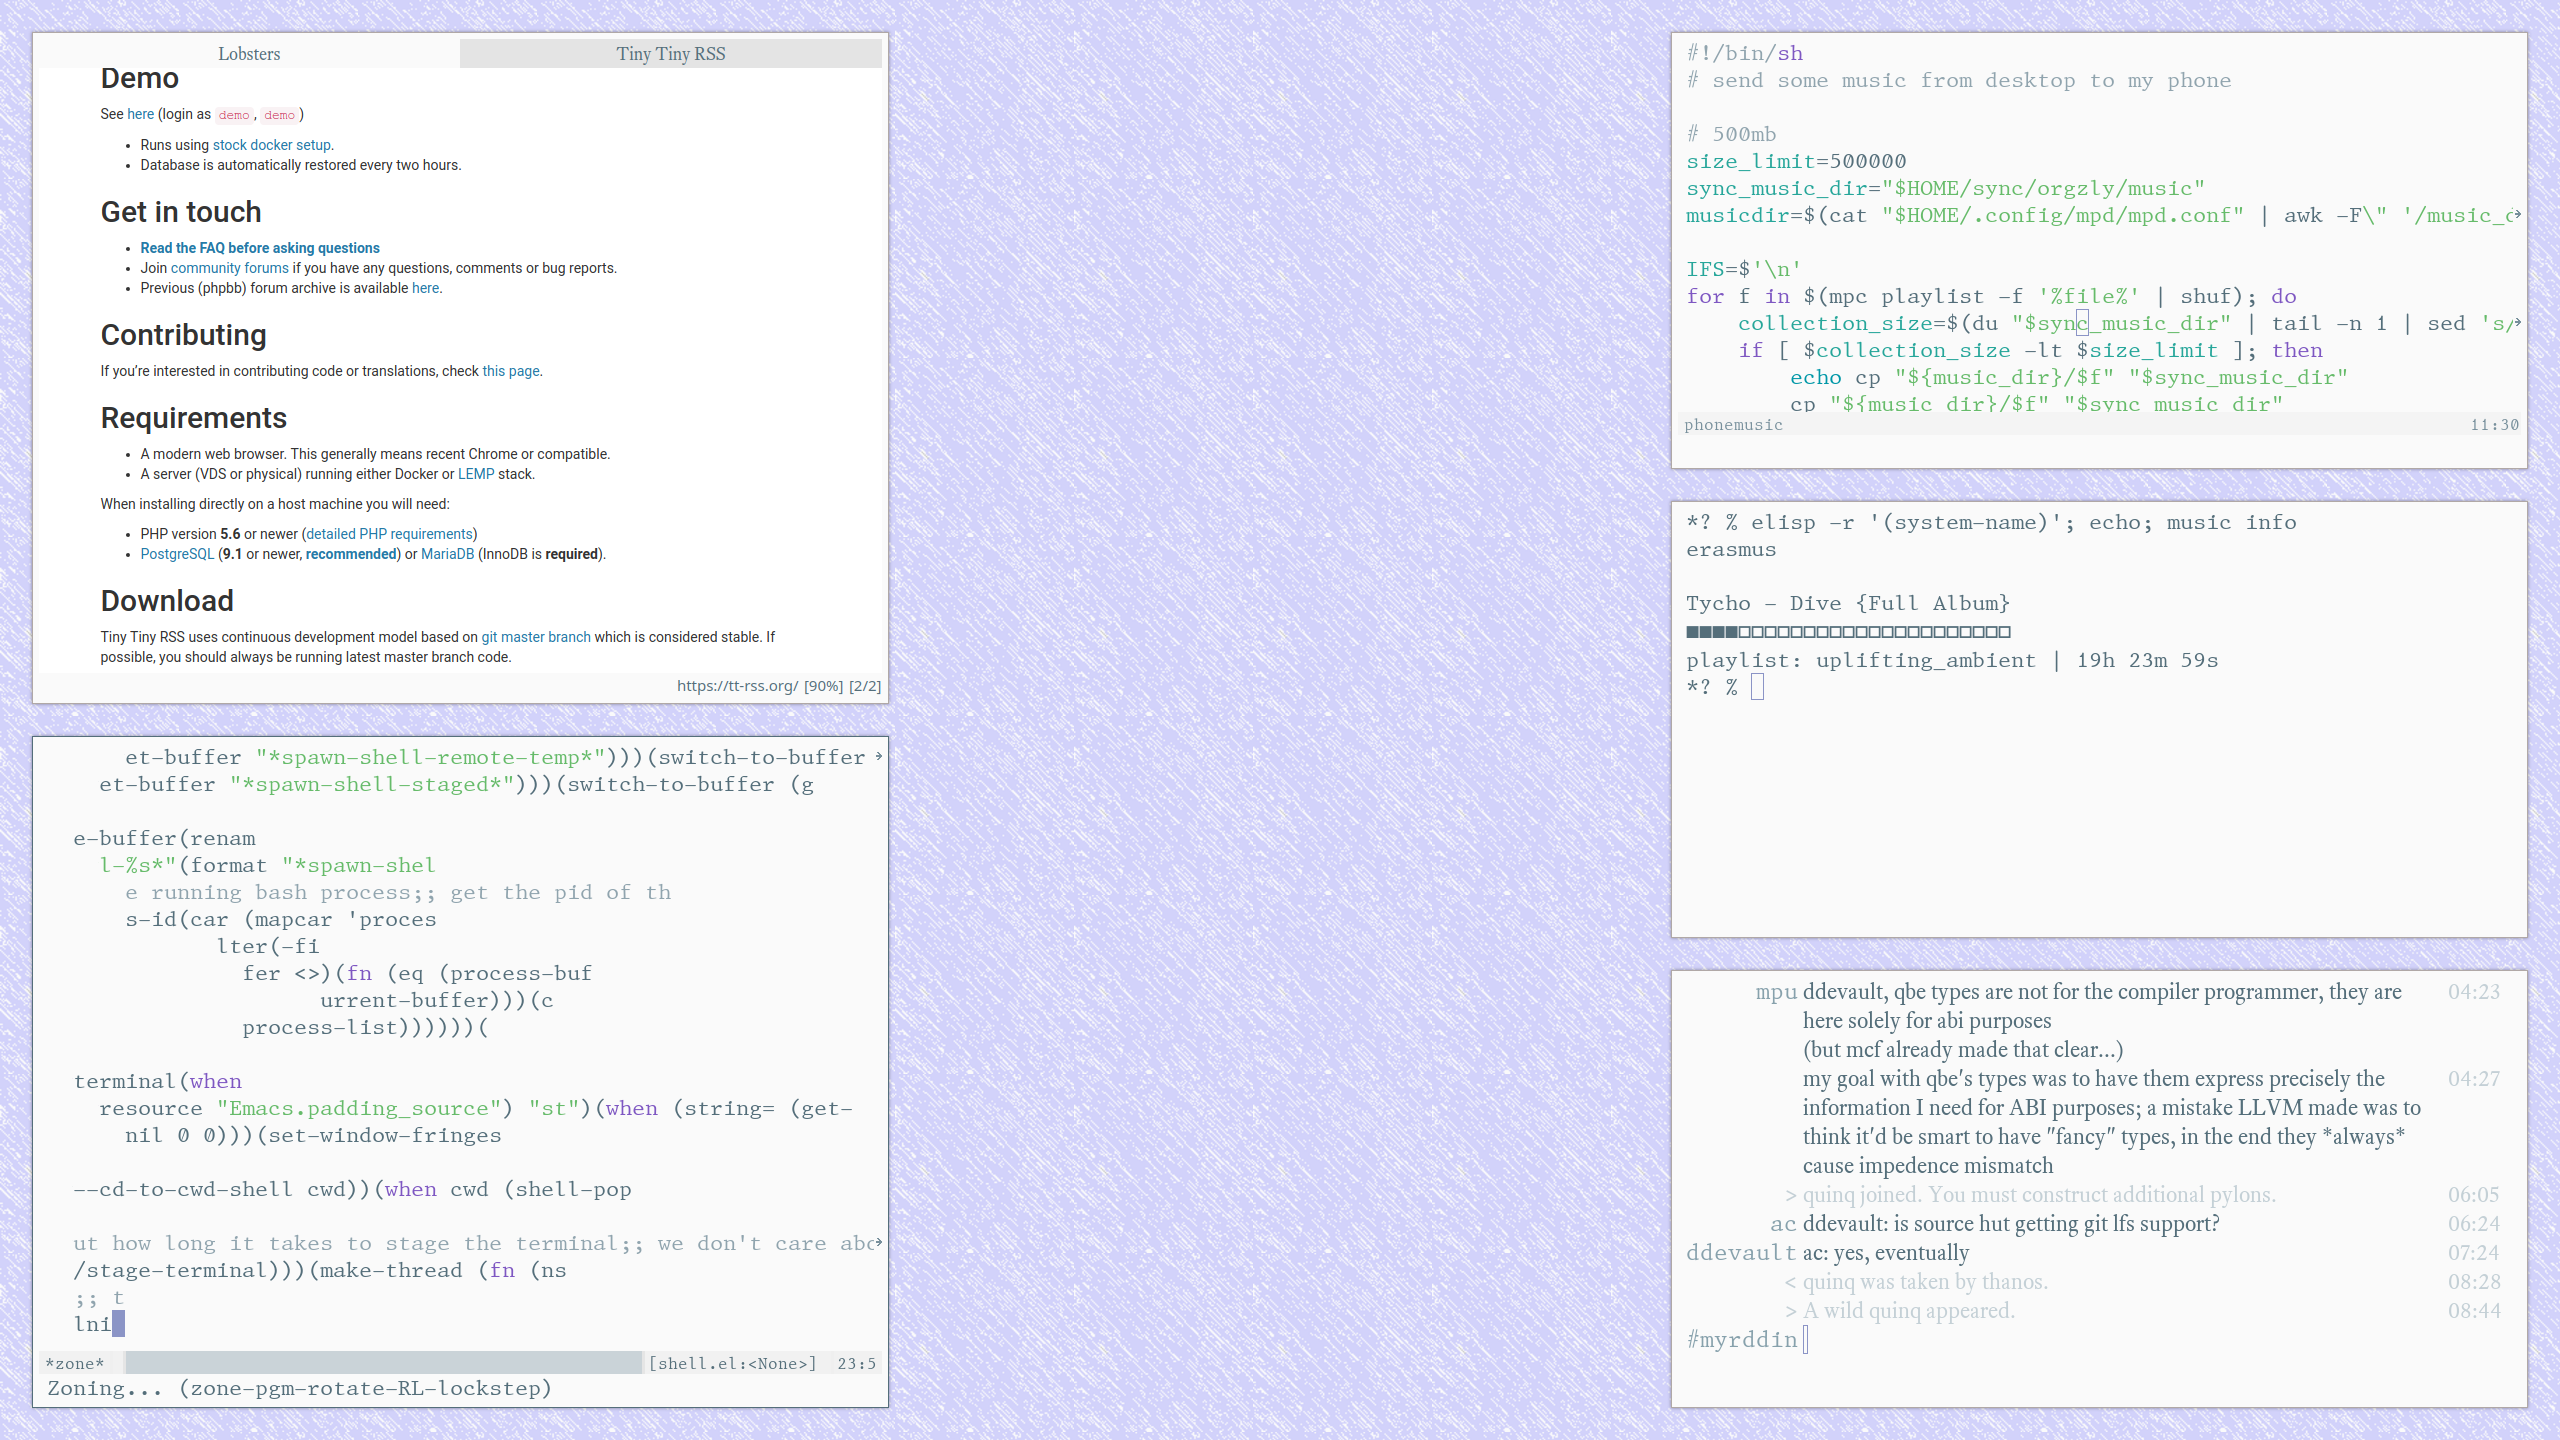 Lobsters
Tiny Tiny RSS
Demo
See here (login as demo, demo)
• Runs using stock docker setup.
• Database is automatically restored every two hours.
Get in touch
• Read the FAQ before asking questions
• Join community forums if you have any questions, comments or bug reports.
• Previous (phpbb) forum archive is available here.
Contributing
If you’re interested in contributing code or translations, check this page.
Requirements
• A modern web browser. This generally means recent Chrome or compatible.
• A server (VDS or physical) running either Docker or LEMP stack.
When installing directly on a host machine you will need:
• PHP version 5.6 or newer (detailed PHP requirements)
• PostgreSQL (9.1 or newer, recommended) or MariaDB (InnoDB is required).
Download
Tiny Tiny RSS uses continuous development model based on git master branch which is considered stable. If
possible, you should always be running latest master branch code.
https://tt-rss.org/ [90%] [2/2]
et-buffer "*spawn-shell-remote-temp*")))(switch-to-buffer
et-buffer "*spawn-shell-staged*")))(switch-to-buffer (g
e-buffer(renam
l-%s*"(format "*spawn-shel
e running bash process;; get the pid of th
s-id(car (mapcar 'proces
lter(-fi
fer <>)(fn (eq (process-buf
urrent-buffer)))(c
process-list))))))(
terminal(when
resource "Emacs.padding_source") "st")(when (string= (get-
nil 0 0)))(set-window-fringes
--cd-to-cwd-shell cwd))(when cwd (shell-pop
ut how long it takes to stage the terminal;; we don't care abo
/stage-terminal)))(make-thread (fn (ns
;; t
lni
*zone* [shell.el:<None>] 23:5
Zoning... (zone-pgm-rotate-RL-lockstep)
#!/bin/sh
# send some music from desktop to my phone
# 500mb
size_limit=500000
sync_music_dir="$HOME/sync/orgzly/music"
musicdir=$(cat "$HOME/.config/mpd/mpd.conf" | awk -F\" '/music_d
IFS=$'\n'
for f in $(mpc playlist -f '%file%' | shuf); do
collection_size=$(du "$sync_music_dir" | tail -n 1 | sed 's/
if [ $collection_size -lt $size_limit ]; then
echo cp "${music_dir}/$f" "$sync_music_dir"
cp "${music_dir}/$f" "$sync_music_dir"
phonemusic 11:30
*? % elisp -r '(system-name)'; echo; music info
erasmus
Tycho - Dive {Full Album}
■■■■□□□□□□□□□□□□□□□□□□□□□
playlist: uplifting_ambient | 19h 23m 59s
*? %
mpu ddevault, qbe types are not for the compiler programmer, they are 04:23
here solely for abi purposes
(but mcf already made that clear...)
my goal with qbe's types was to have them express precisely the 04:27
information I need for ABI purposes; a mistake LLVM made was to
think it'd be smart to have "fancy" types, in the end they *always*
cause impedence mismatch
> quinq joined. You must construct additional pylons. 06:05
ac ddevault: is source hut getting git lfs support? 06:24
ddevault ac: yes, eventually 07:24
< quinq was taken by thanos. 08:28
> A wild quinq appeared. 08:44
#myrddin